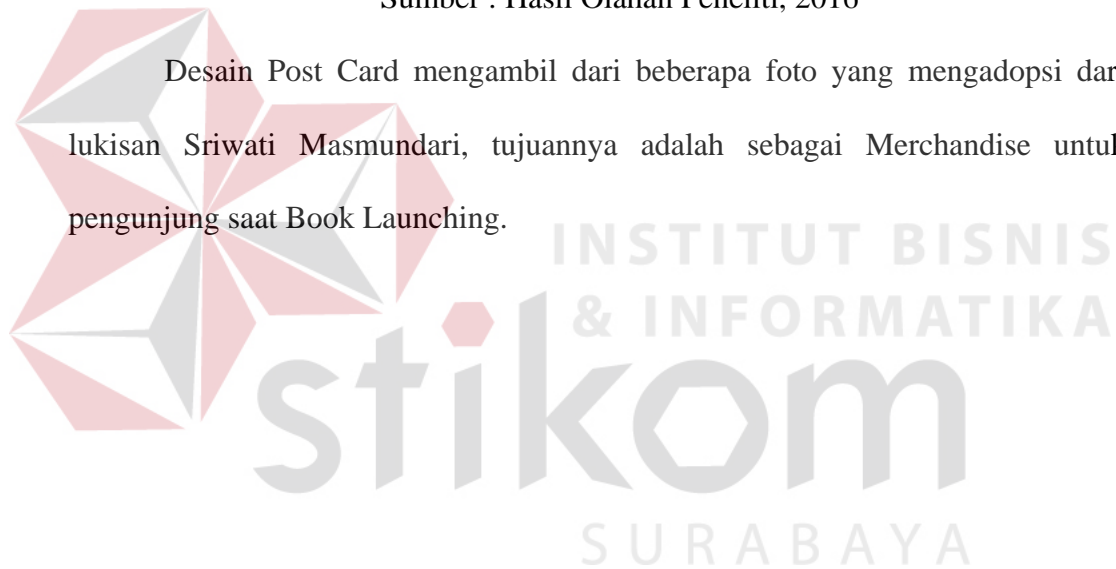 Sumber : Hasil Olahan Peneliti, 2016
Desain Post Card mengambil dari beberapa foto yang mengadopsi dar
lukisan Sriwati Masmundari, tujuannya adalah sebagai Merchandise untuk
pengunjung saat Book Launching.
INSTITUT BISNIS
& INFORMATIKA
stikom
SURABAYA